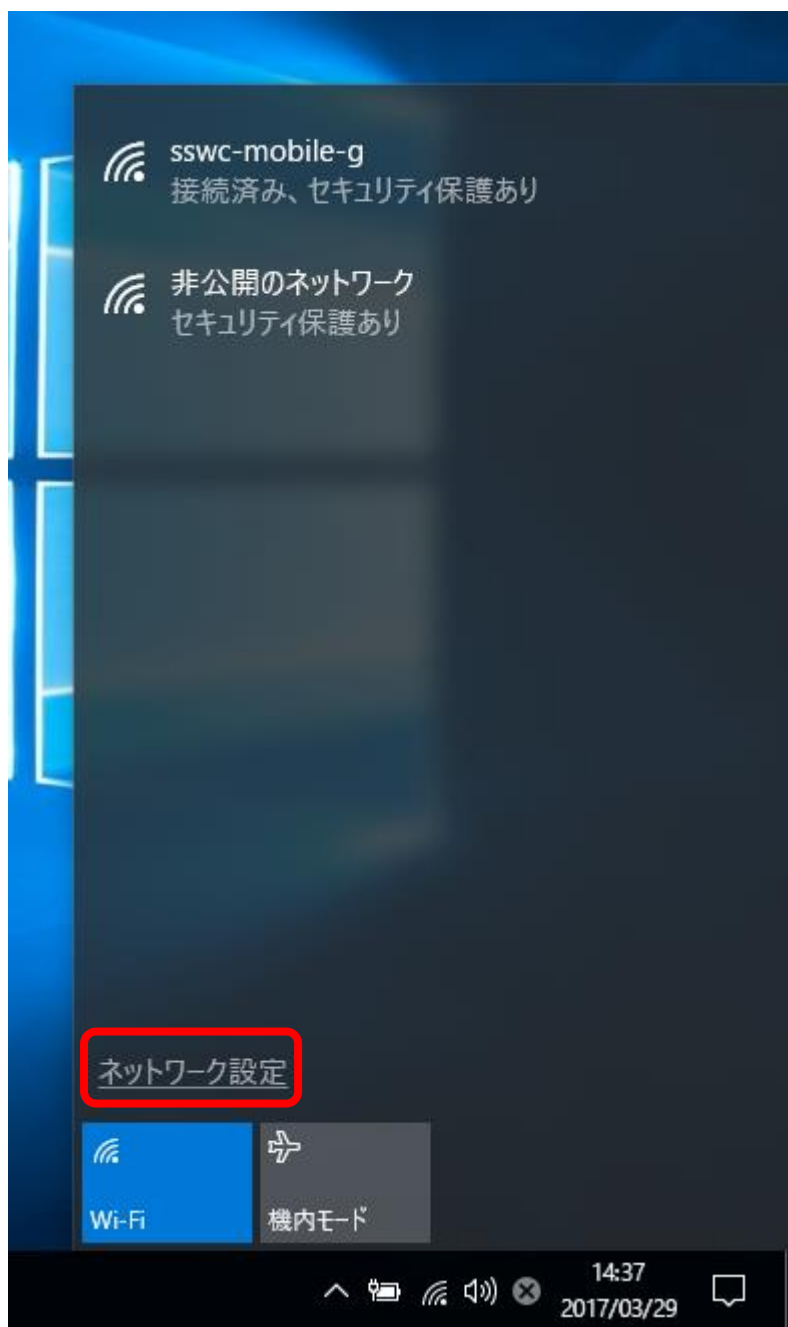 sswc-mobile-g
接続済み、セキュリティ保護あり
非公開のネットワーク
セキュリティ保護あり
ネットワーク設定
Wi-Fi
機内モード
14:37
2017/03/29